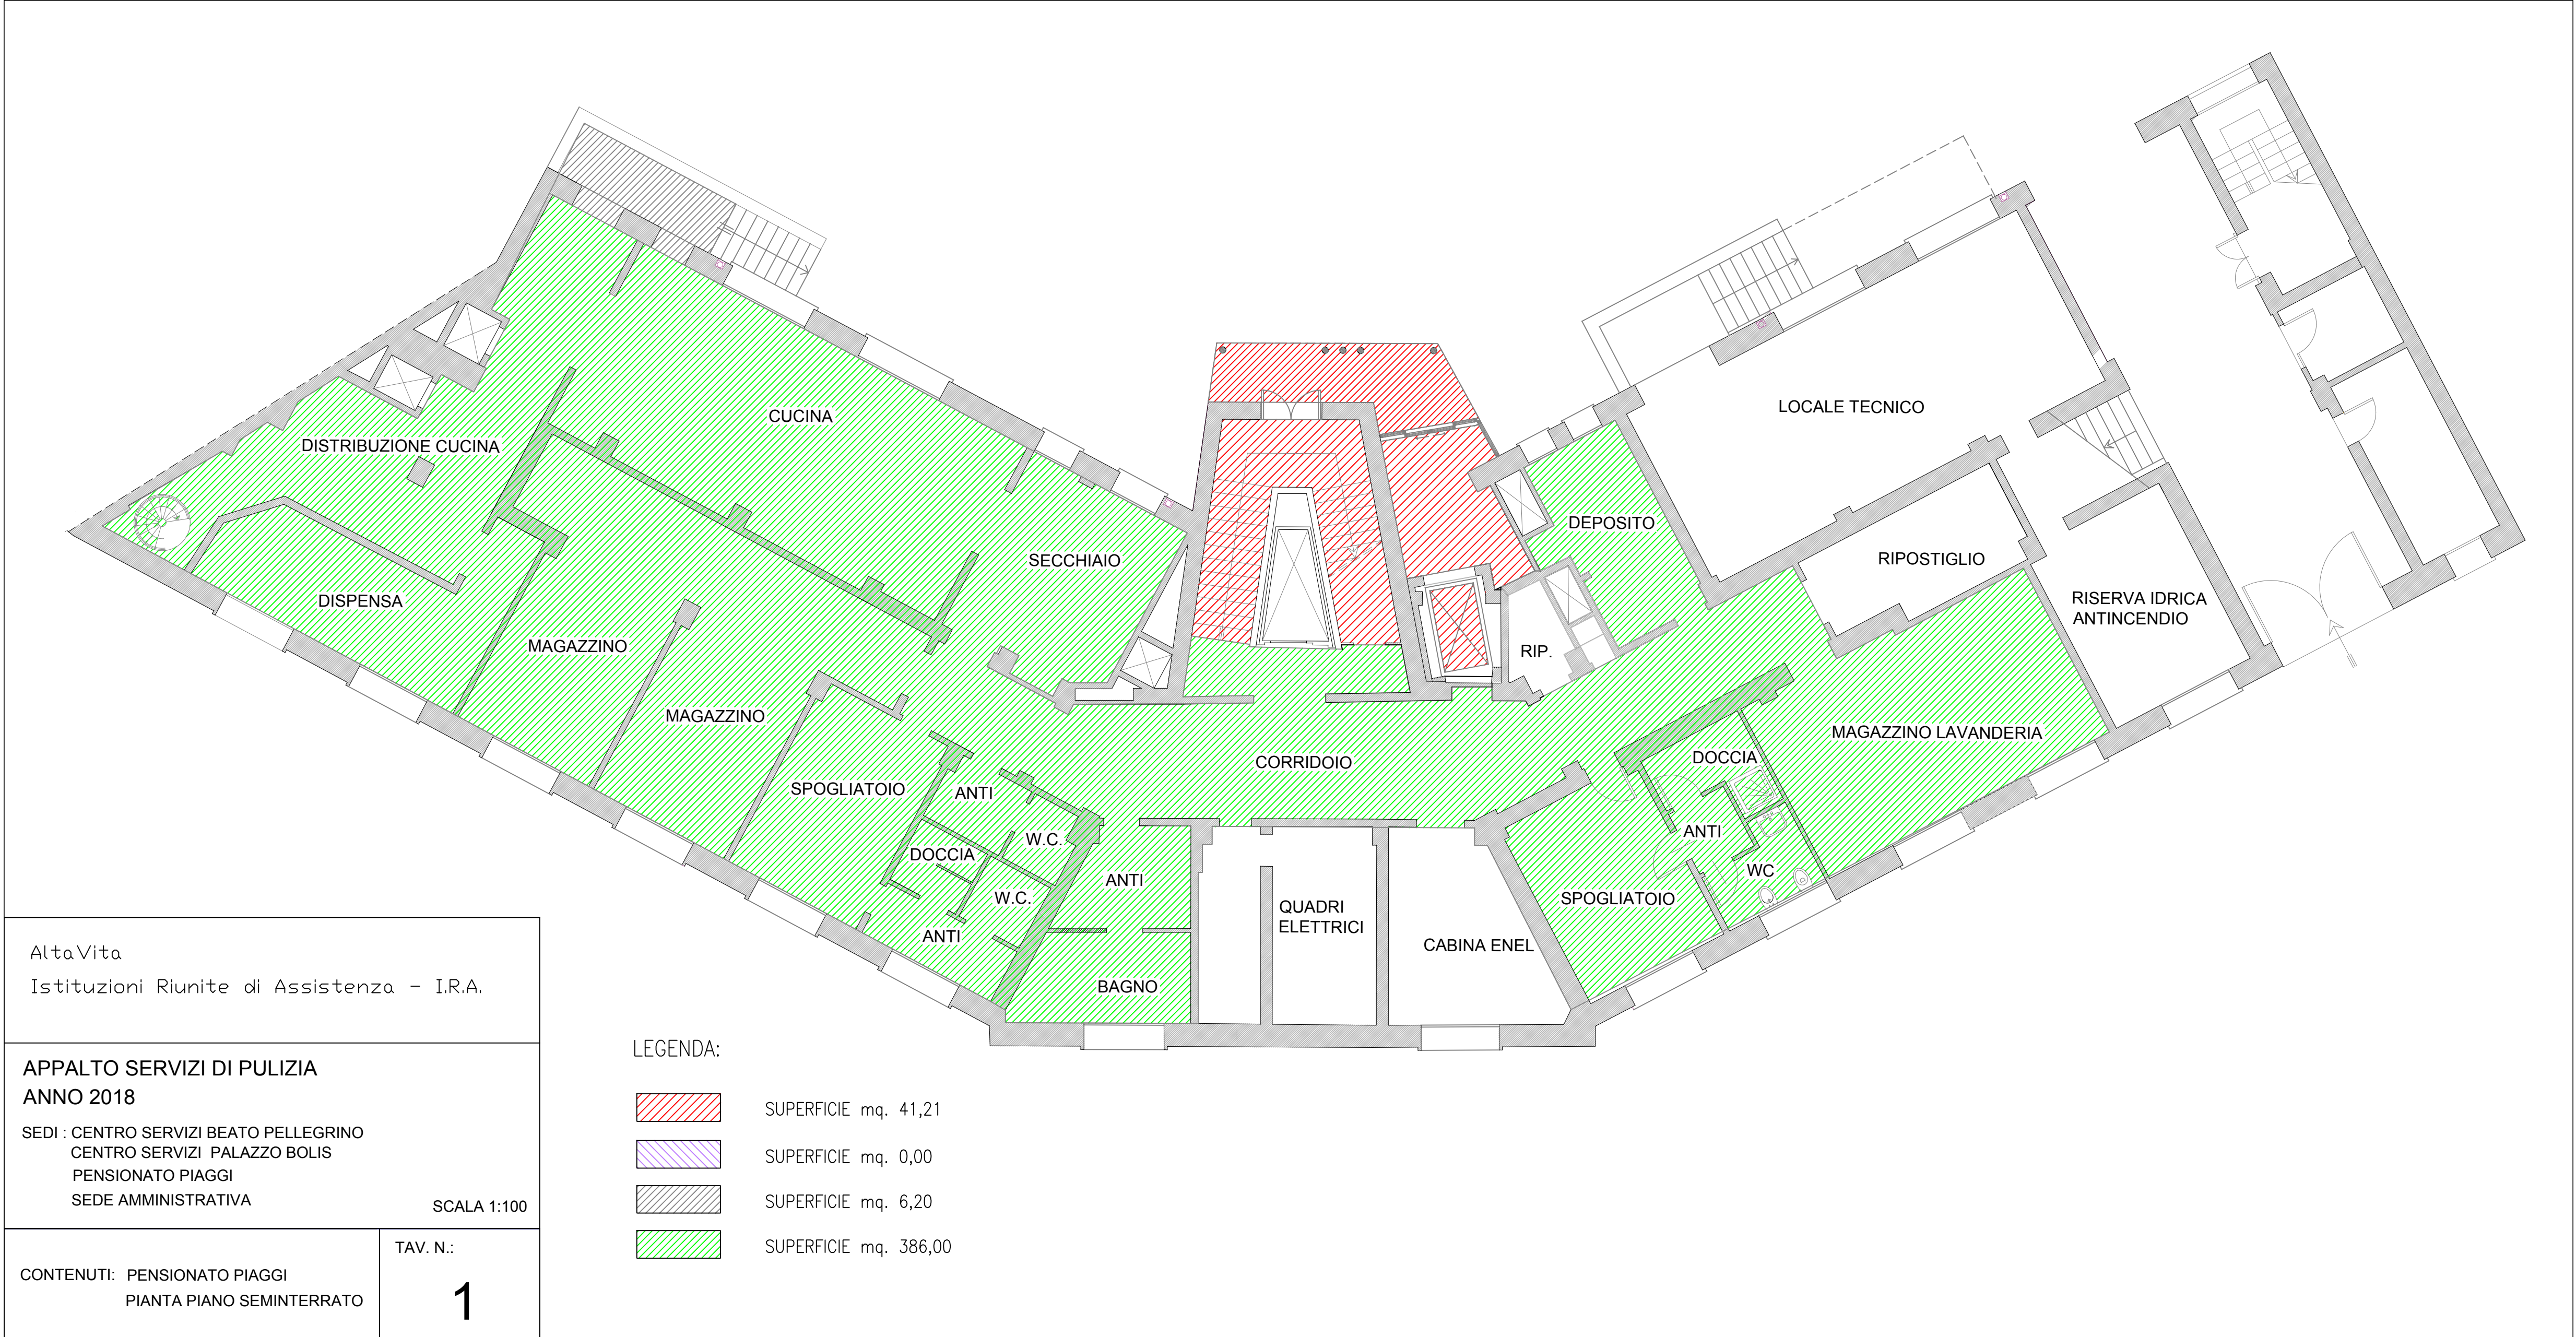 CUCINA
DISTRIBUZIONE CUCINA
LOCALE TECNICO
DEPOSITO
SECCHIAIO
RIPOSTIGLIO
DISPENSA
RISERVA IDRICA
ANTINCENDIO
MAGAZZINO
RIP.
MAGAZZINO
MAGAZZINO LAVANDERIA
CORRIDOIO
DOCCIA
SPOGLIATOIO
ANTI
W.C.
ANTI
DOCCIA
WC
ANTI
W.C.
SPOGLIATOIO
QUADRI
ELETTRICI
ANTI
CABINA ENEL
BAGNO
AltaVita
Istituzioni Riunite di Assistenza - I.R.A.
APPALTO SERVIZI DI PULIZIA
ANNO 2018
SEDI : CENTRO SERVIZI BEATO PELLEGRINO
CENTRO SERVIZI PALAZZO BOLIS
PENSIONATO PIAGGI
SEDE AMMINISTRATIVA
SCALA 1:100
CONTENUTI: PENSIONATO PIAGGI
PIANTA PIANO SEMINTERRATO
TAV. N.:
1
LEGENDA:
SUPERFICIE mq. 41,21
SUPERFICIE mq. 0,00
SUPERFICIE mq. 6,20
SUPERFICIE mq. 386,00